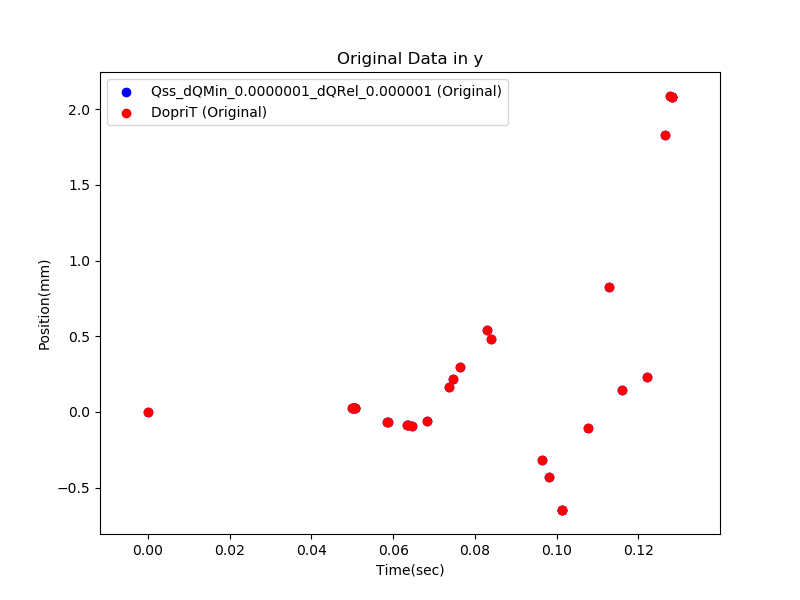 Original Data in y
Qss_dQMin_0.0000001_dQRel_0.000001 (Original)
DopriT (Original)
2.0
1.5
1.0
0.5
0.0
−0.5
Position(mm)
0.00 0.02 0.04 0.06 0.08 0.10 0.12
Time(sec)